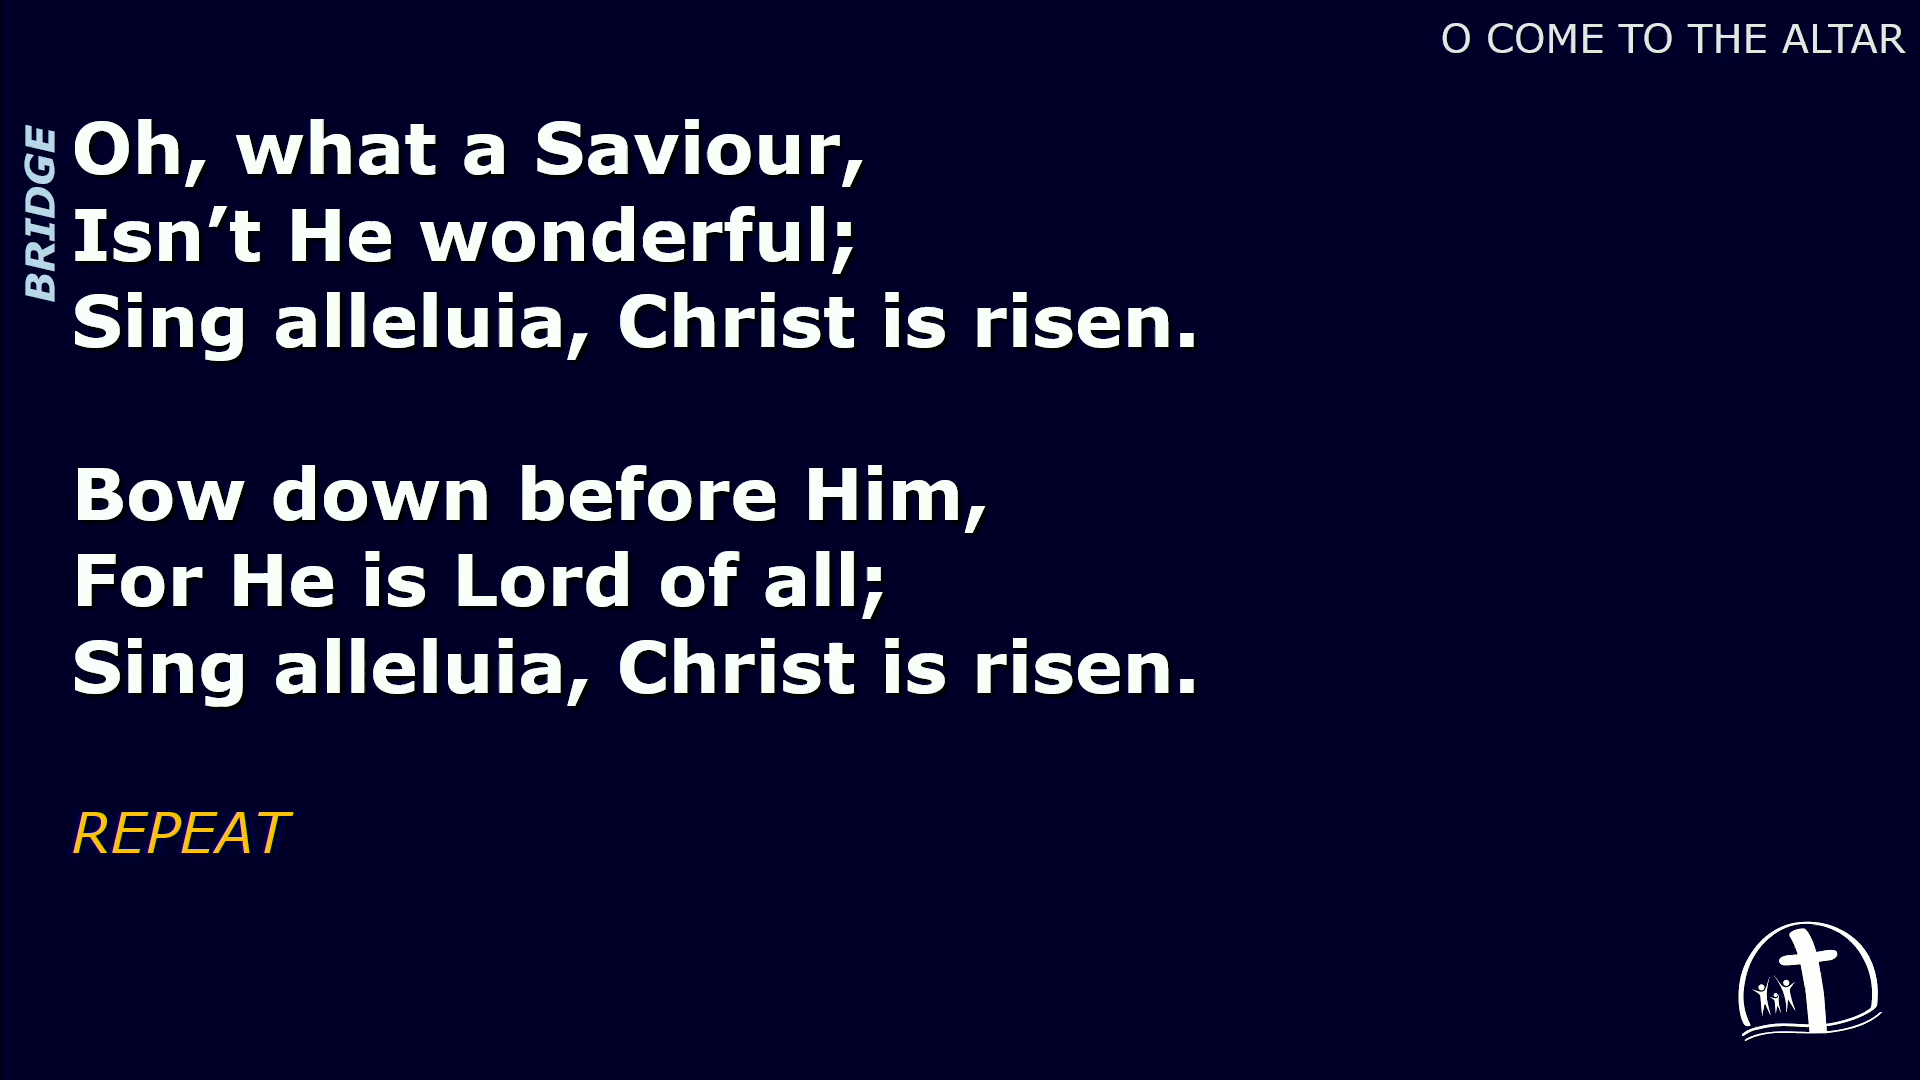 O COME TO THE ALTAR
BRIDGE
Oh, what a Saviour,
Isn’t He wonderful;
Sing alleluia, Christ is risen.
Bow down before Him,
For He is Lord of all;
Sing alleluia, Christ is risen.
REPEAT